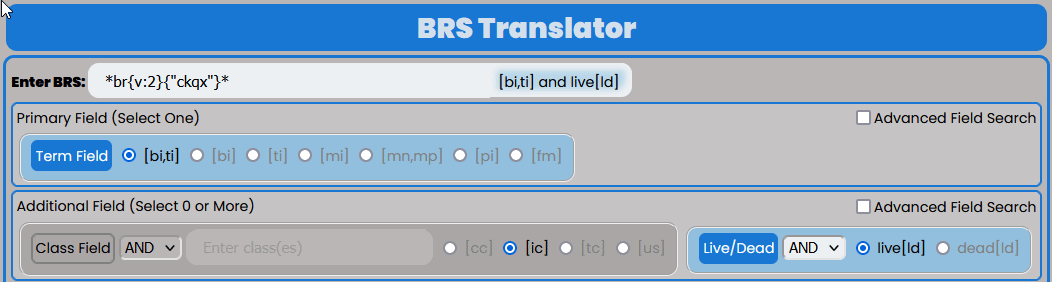 BRS Translator
Enter BRS: *br{v:2}{"ckqx"}* [bi,ti] and live[ld]
Primary Field (Select One) Advanced Field Search
Term Field [bi,ti] [bi] [ti] [mi] [mn,mp] [pi] [fm]
Additional Field (Select 0 or More) Advanced Field Search
Class Field AND Enter class(es) [cc] [ic] [tc] [us] Live/Dead AND live[ld] dead[ld]